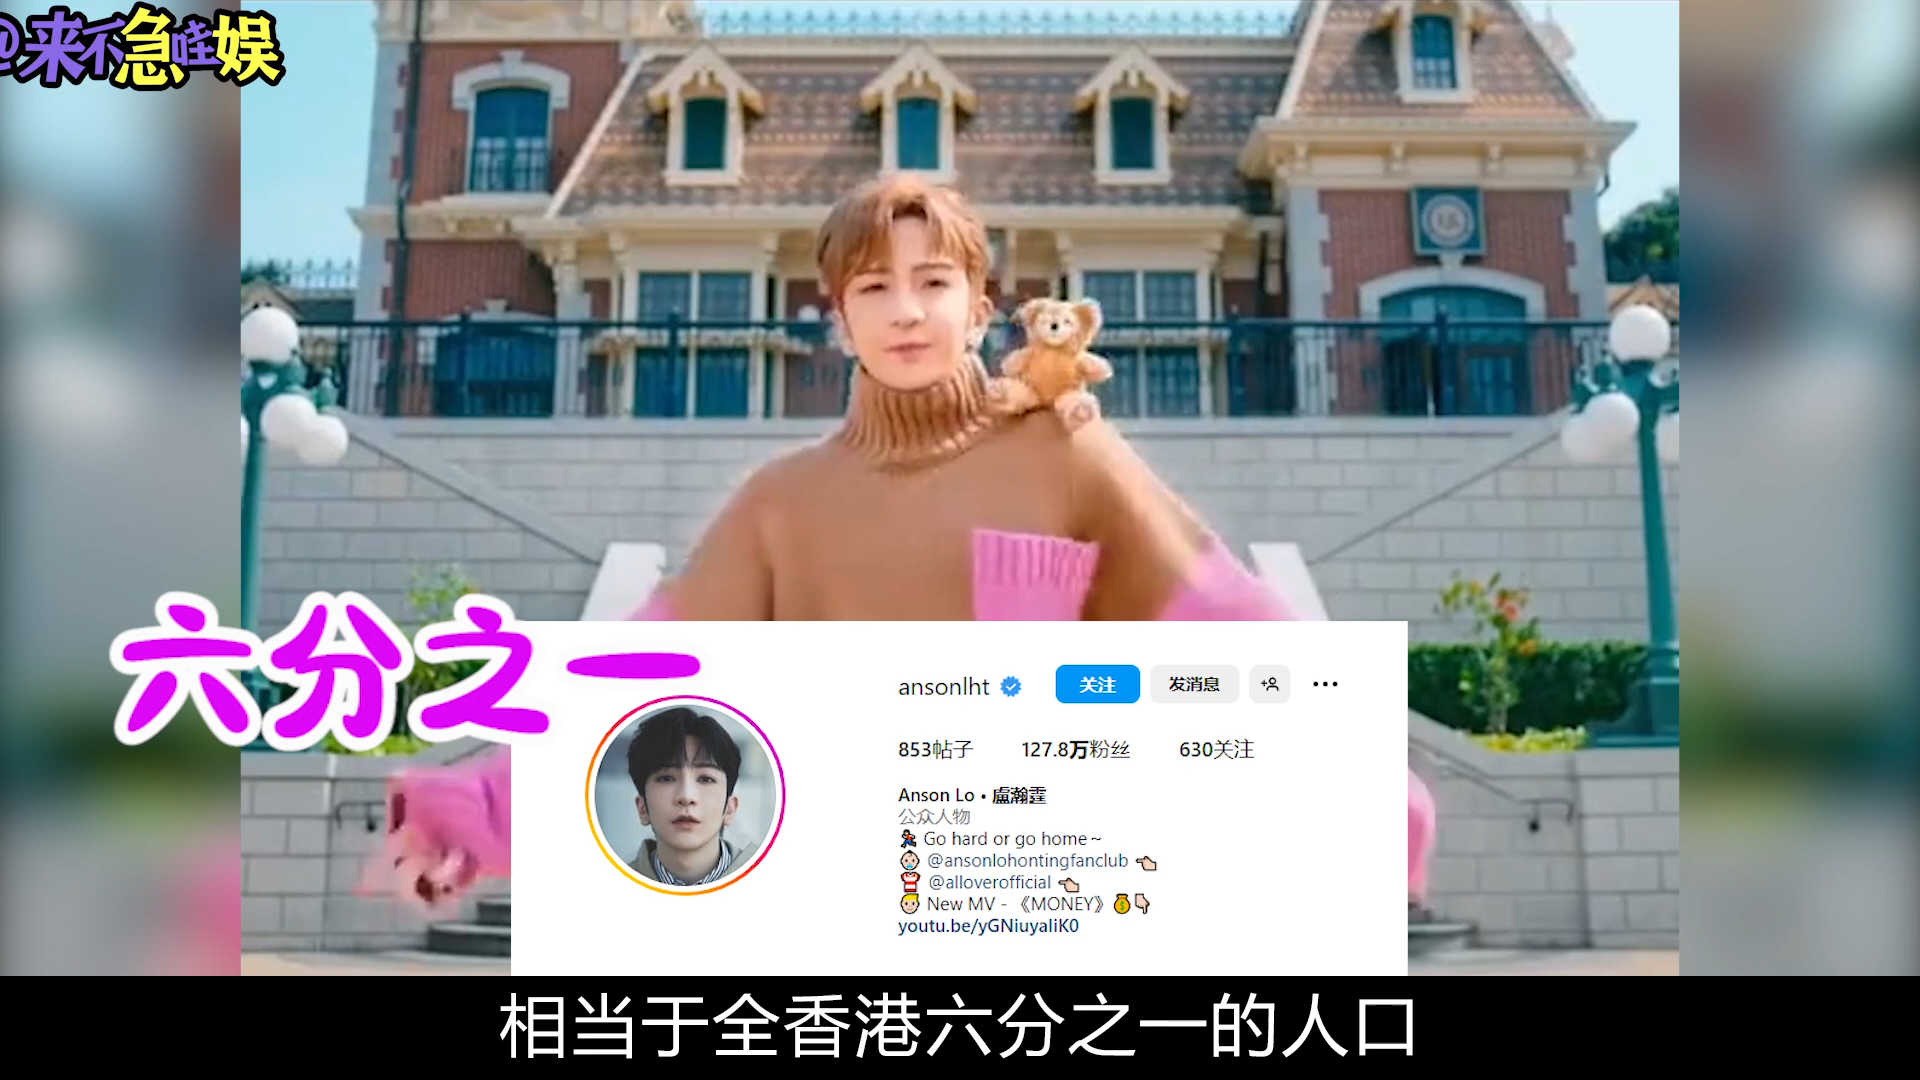 @来不急哇娱
六分之一
ansonlht
关注
发消息
853帖子 127.8万粉丝 630关注
Anson Lo • 盧瀚霆
公众人物
Go hard or go home~
@ansonlohontingfanclub
@alloverofficial
New MV - 《MONEY》
youtu.be/yGNiuyaliK0
相当于全香港六分之一的人口